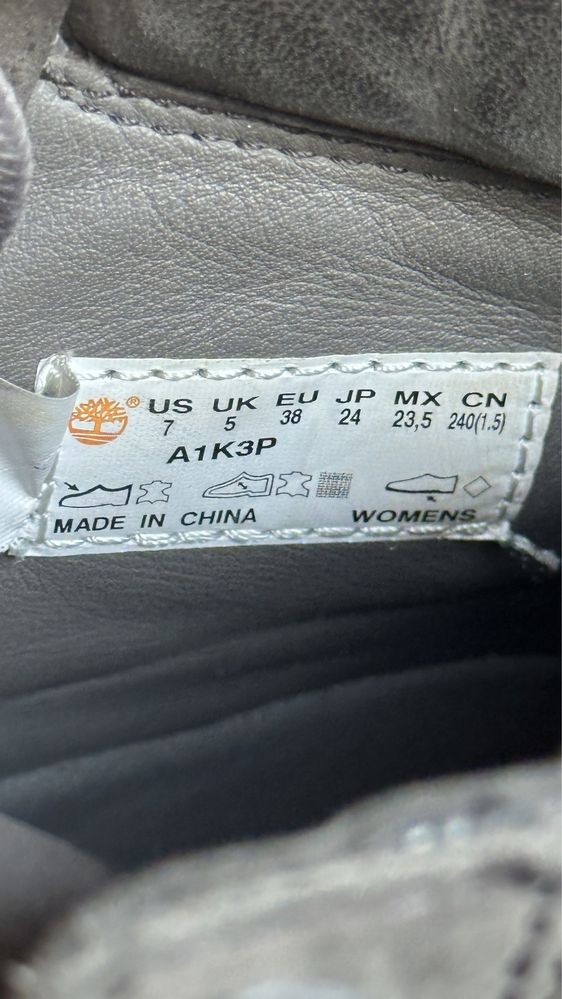 ® US UK EU JP MX CN
7 5 38 24 23,5 240(1.5)
A1K3P
MADE IN CHINA WOMENS